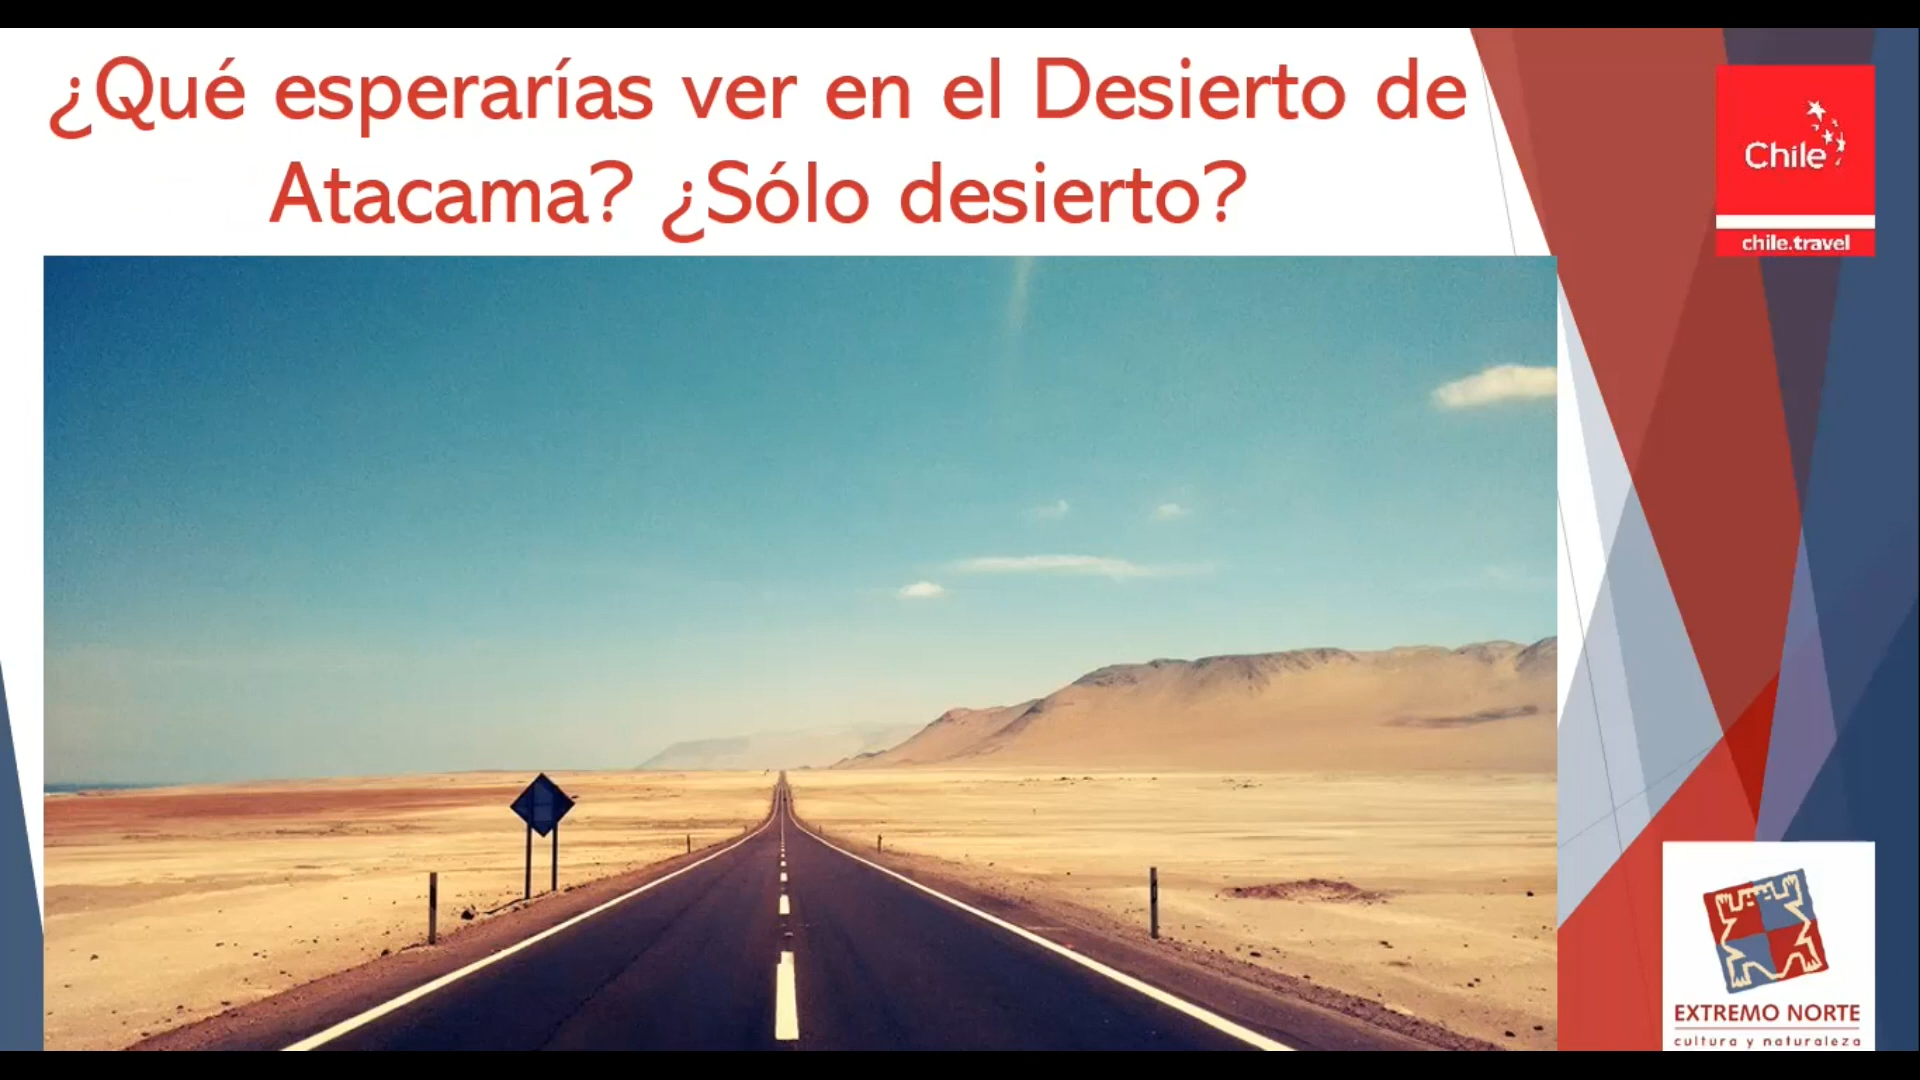 ¿Qué esperarías ver en el Desierto de
Atacama? ¿Sólo desierto?
Chile
chile.travel
EXTREMO NORTE
cultura y naturaleza